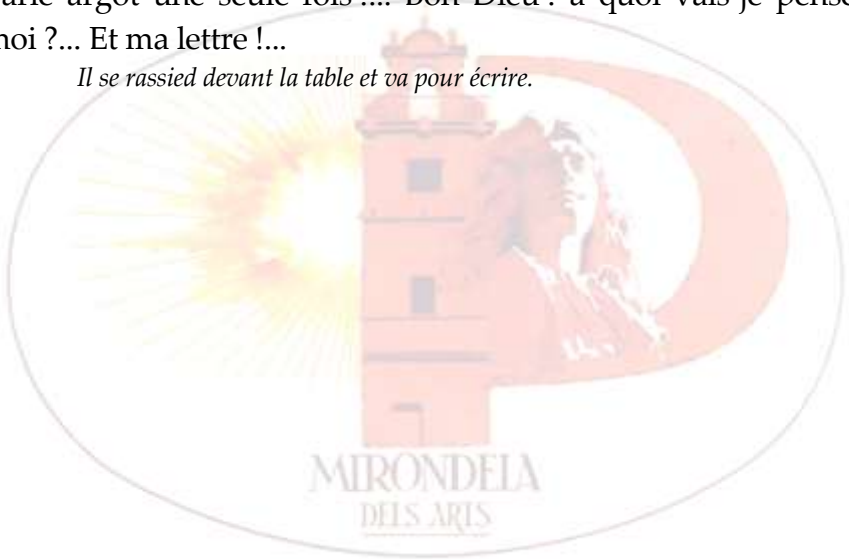 argot une seule fois !... Bon Dieu ! à quoi vais-je
moi ?... Et ma lettre !...
Il se rassied devant la table et va pour écrire.
MIRONDELA
DELS ARTS